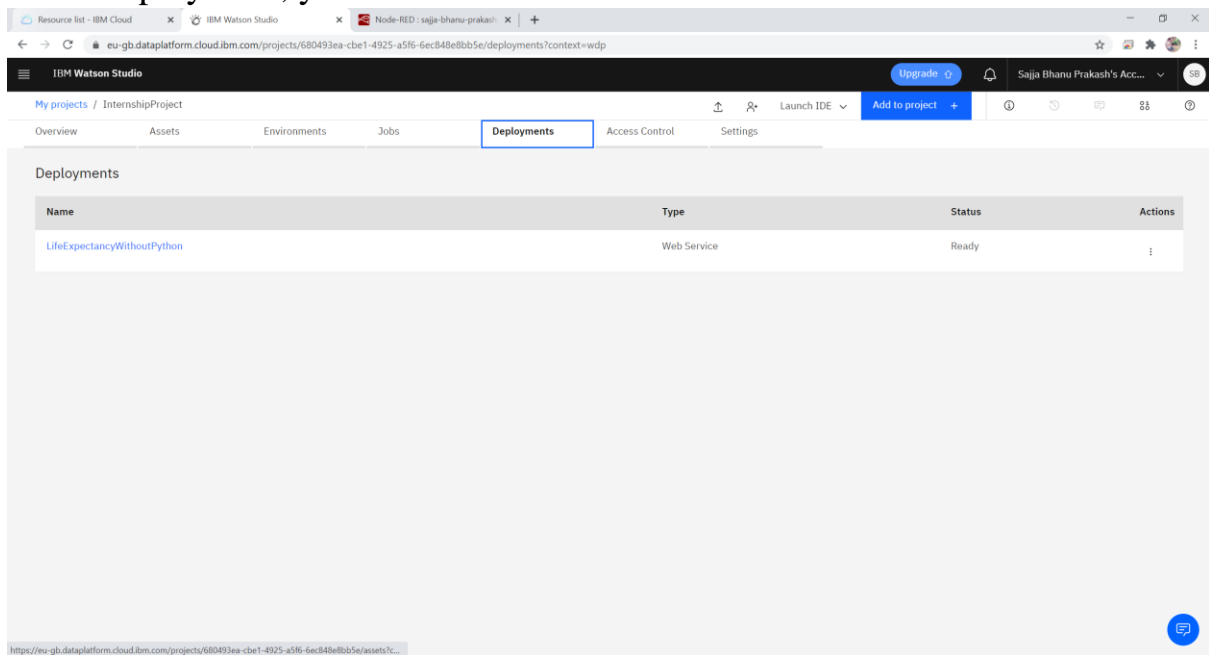 Resource list - IBM Cloud
IBM Watson Studio
Node-RED : sajja-bhanu-prakash
eu-gb.dataplatform.cloud.ibm.com/projects/680493ea-cbe1-4925-a5f6-6ec848e8bb5e/deployments?context=wdp
IBM Watson Studio
Upgrade
Sajja Bhanu Prakash's Acc...
SB
My projects / InternshipProject
Launch IDE
Add to project +
Overview Assets Environments Jobs Deployments Access Control Settings
Deployments
Name Type Status Actions
LifeExpectancyWithoutPython Web Service Ready
https://eu-gb.dataplatform.cloud.ibm.com/projects/680493ea-cbe1-4925-a5f6-6ec848e8bb5e/assets?c...